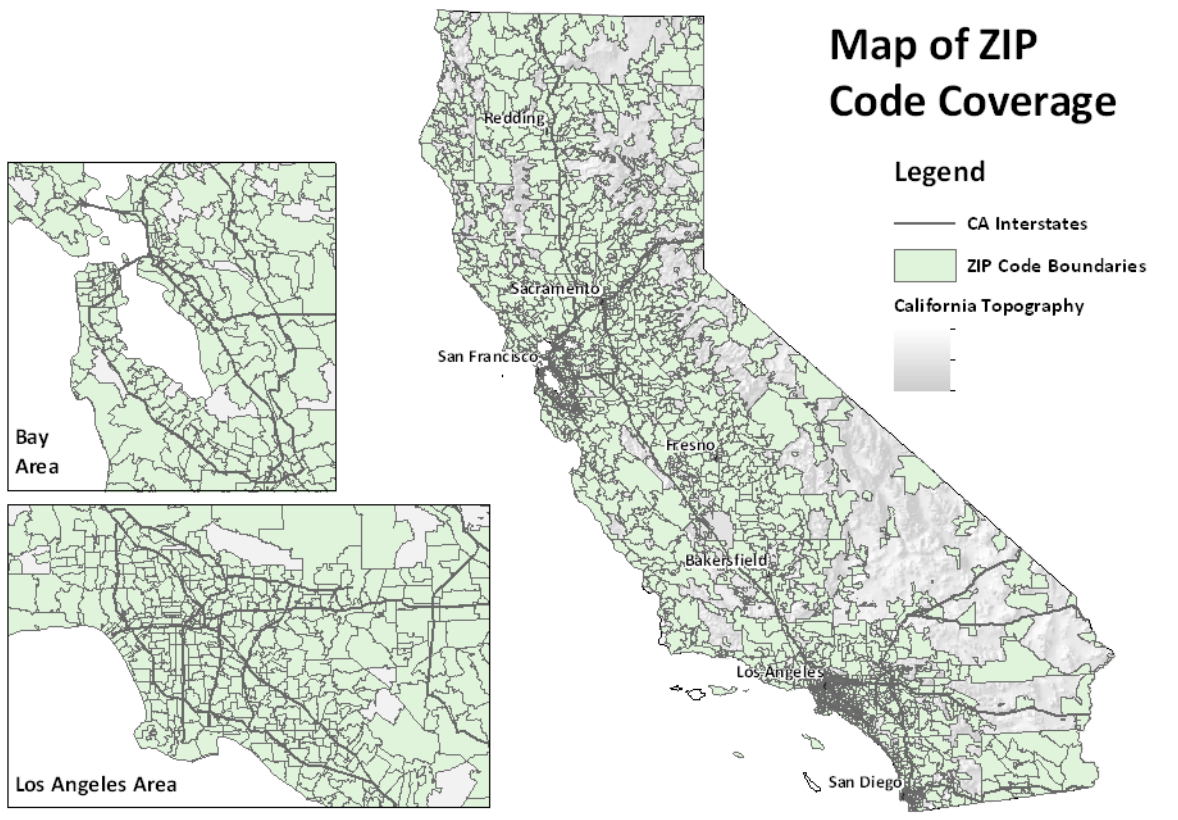 Map of ZIP
Code Coverage
Legend
CA Interstates
ZIP Code Boundaries
California Topography
Redding
Sacramento
San Francisco
Fresno
Bakersfield
Los Angeles
San Diego
Bay
Area
Los Angeles Area